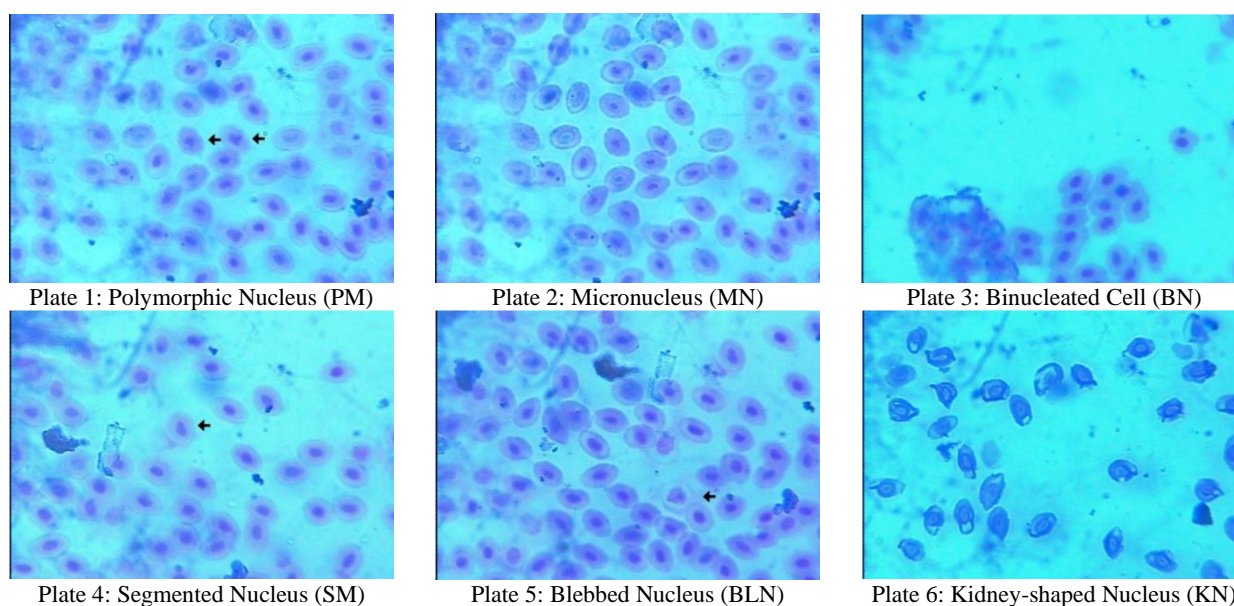 Plate 1: Polymorphic Nucleus (PM)
Plate 2: Micronucleus (MN)
Plate 3: Binucleated Cell (BN)
Plate 4: Segmented Nucleus (SM)
Plate 5: Blebbed Nucleus (BLN)
Plate 6: Kidney-shaped Nucleus (KN)